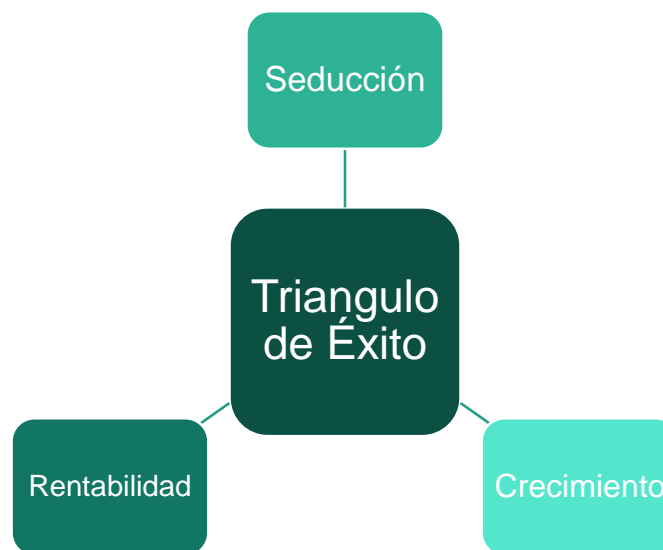 Seducción
Triangulo
de Éxito
Rentabilidad
Crecimiento